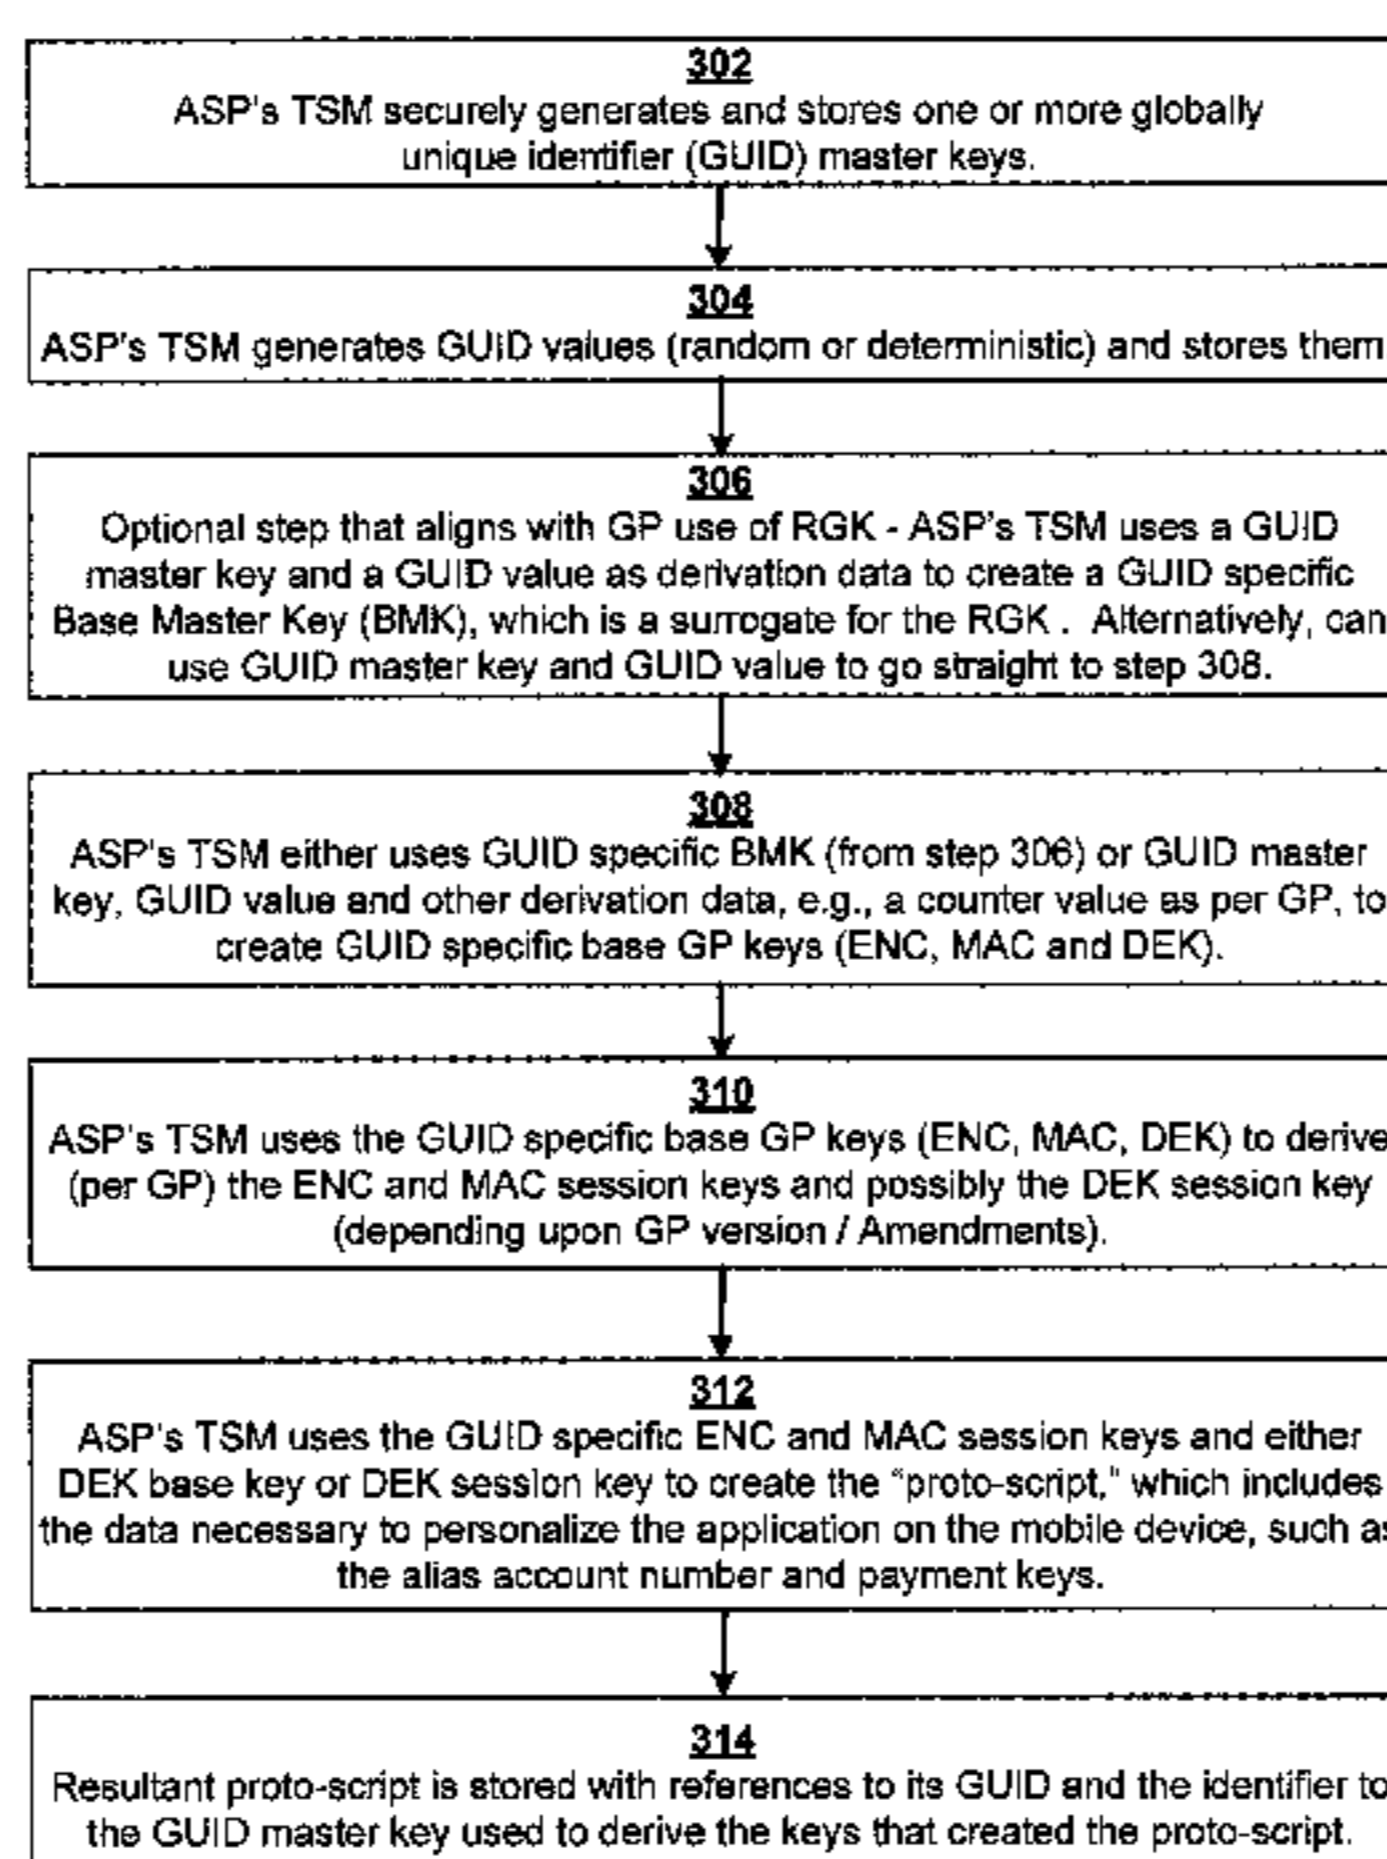 302
ASP's TSM securely generates and stores one or more globally
unique identifier (GUID) master keys.
304
ASP's TSM generates GUID values (random or deterministic) and stores them
306
Optional step that aligns with GP use of RGK - ASP's TSM uses a GUID
master key and a GUID value as derivation data to create a GUID specific
Base Master Key (BMK), which is a surrogate for the RGK . Alternatively, can
use GUID master key and GUID value to go straight to step 308.
308
ASP's TSM either uses GUID specific BMK (from step 306) or GUID master
key, GUID value and other derivation data, e.g., a counter value as per GP, to
create GUID specific base GP keys (ENC, MAC and DEK).
310
ASP's TSM uses the GUID specific base GP keys (ENC, MAC, DEK) to derive
(per GP) the ENC and MAC session keys and possibly the DEK session key
(depending upon GP version / Amendments).
312
ASP's TSM uses the GUID specific ENC and MAC session keys and either
DEK base key or DEK session key to create the "proto-script," which includes
the data necessary to personalize the application on the mobile device, such as
the alias account number and payment keys.
314
Resultant proto-script is stored with references to its GUID and the identifier to
the GUID master key used to derive the keys that created the proto-script.